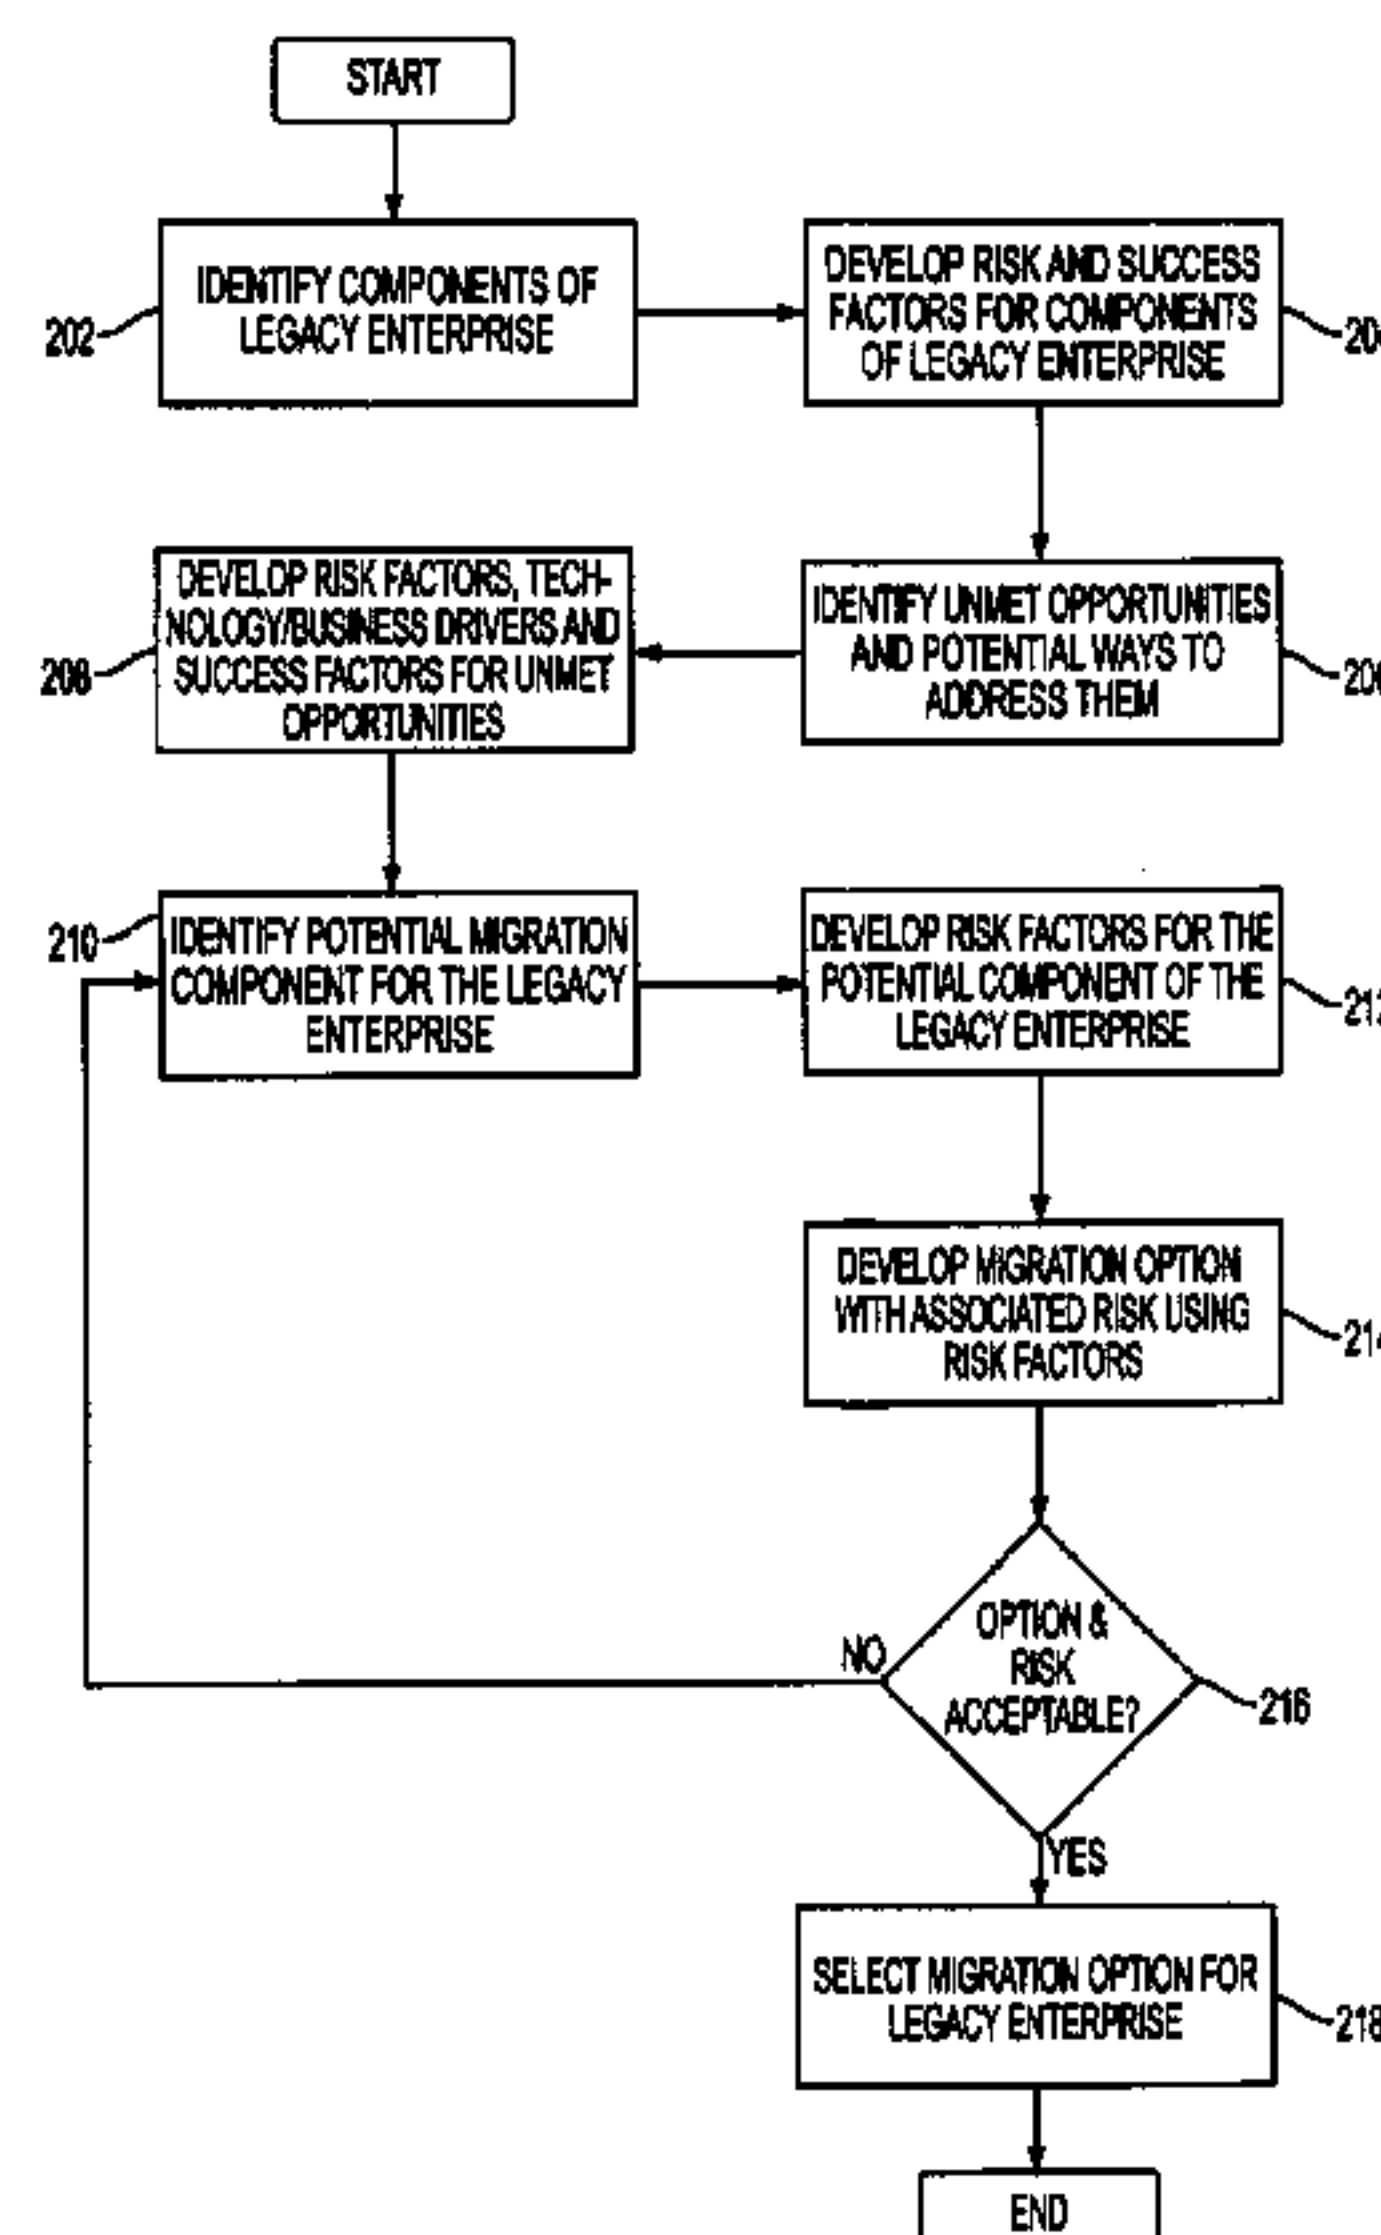 START
IDENTIFY COMPONENTS OF
LEGACY ENTERPRISE
202
DEVELOP RISK AND SUCCESS
FACTORS FOR COMPONENTS
OF LEGACY ENTERPRISE
IDENTIFY UNMET OPPORTUNITIES
AND POTENTIAL WAYS TO
ADDRESS THEM
DEVELOP RISK FACTORS, TECH-
NOLOGY/BUSINESS DRIVERS AND
SUCCESS FACTORS FOR UNMET
OPPORTUNITIES
208
210
IDENTIFY POTENTIAL MIGRATION
COMPONENT FOR THE LEGACY
ENTERPRISE
DEVELOP RISK FACTORS FOR THE
POTENTIAL COMPONENT OF THE
LEGACY ENTERPRISE
DEVELOP MIGRATION OPTION
WITH ASSOCIATED RISK USING
RISK FACTORS
214
OPTION &
RISK
ACCEPTABLE?
NO
216
YES
SELECT MIGRATION OPTION FOR
LEGACY ENTERPRISE
218
END